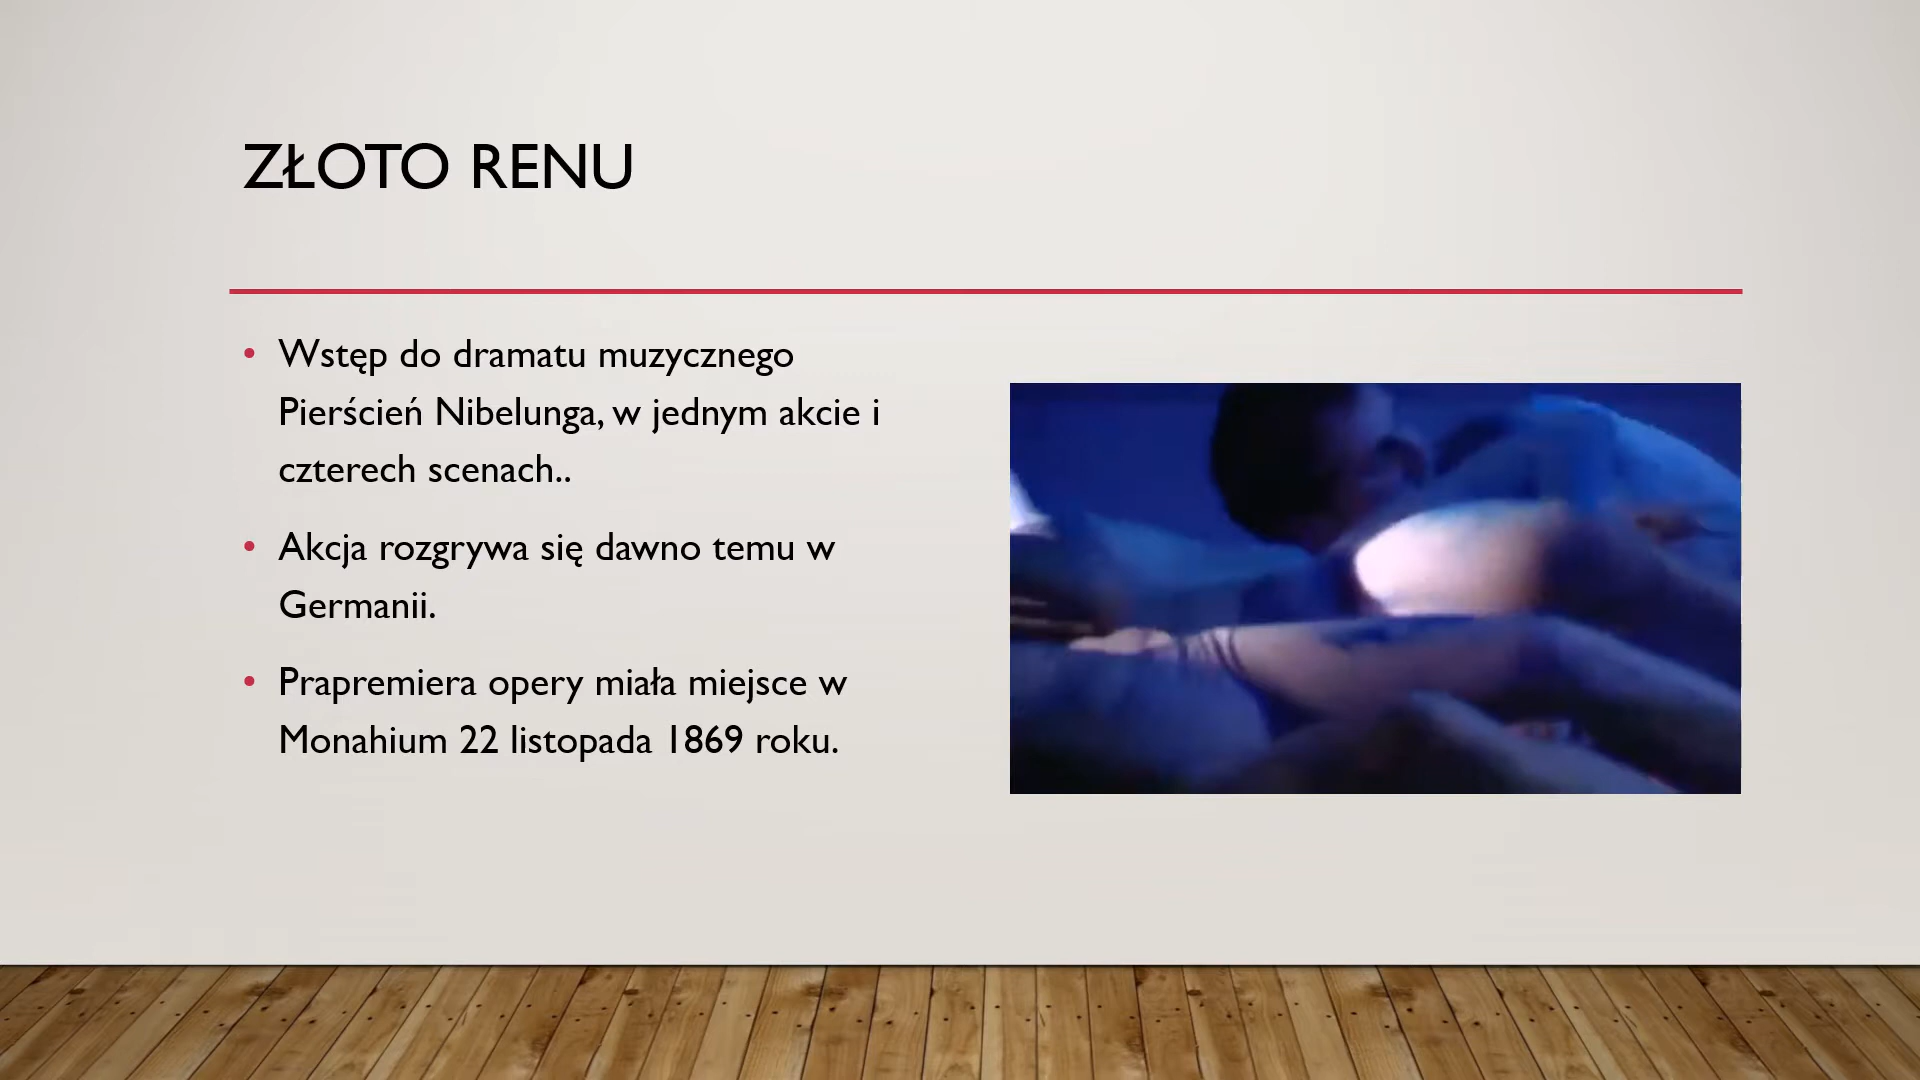 ZŁOTO RENU
• Wstęp do dramatu muzycznego
Pierścień Nibelunga, w jednym akcie i
czterech scenach..
• Akcja rozgrywa się dawno temu w
Germanii.
• Prapremiera opery miała miejsce w
Monahium 22 listopada 1869 roku.